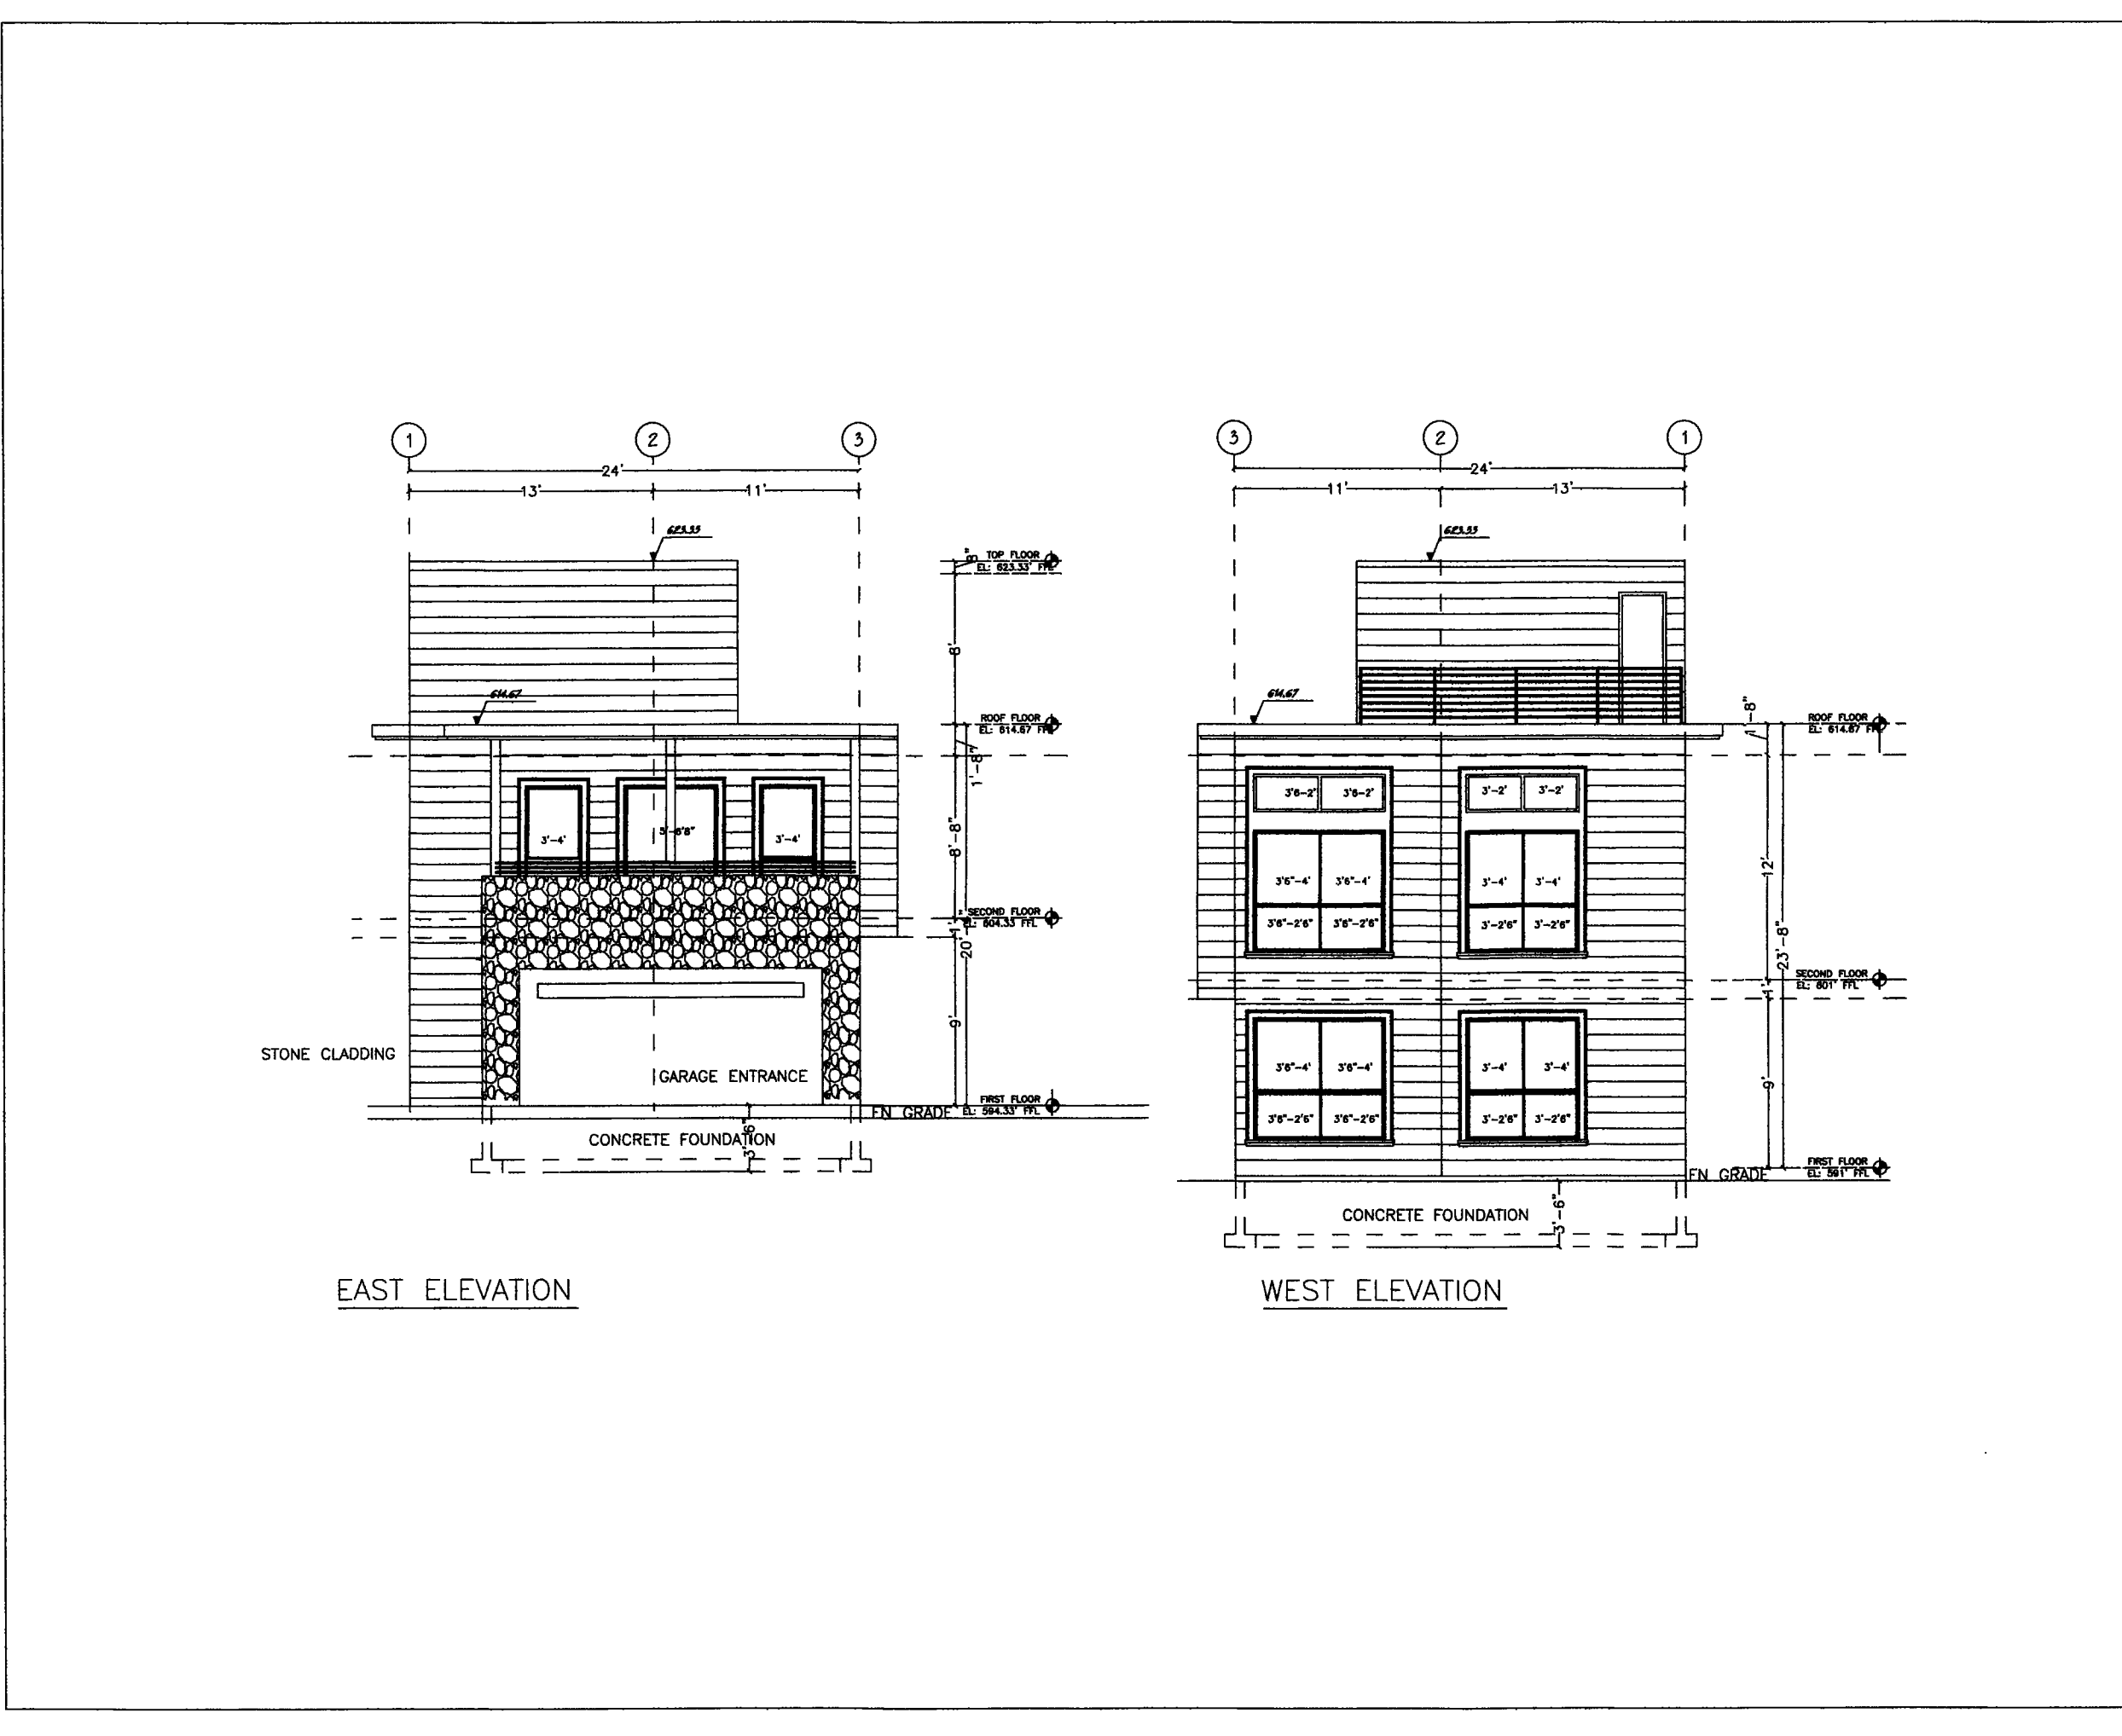 1 2 3
24'
13' 11'
623.33
8" TOP FLOOR
EL: 623.33' FFL
8'
614.67
ROOF FLOOR
EL: 614.67 FFL
1'-8"
3'-4' 5'-6'8" 3'-4'
8'-8"
SECOND FLOOR
EL: 604.33 FFL
1'
20'
9'
STONE CLADDING
GARAGE ENTRANCE
FIRST FLOOR
EL: 594.33' FFL
FN GRADE
CONCRETE FOUNDATION
3'6"
EAST ELEVATION
3 2 1
24'
11' 13'
623.33
614.67
1'-8"
ROOF FLOOR
EL: 614.67 FFL
3'6-2' 3'6-2' 3'-2' 3'-2'
12'
3'6"-4' 3'6"-4' 3'-4' 3'-4'
3'6"-2'6" 3'6"-2'6" 3'-2'6" 3'-2'6"
23'-8"
SECOND FLOOR
EL: 601' FFL
1'
3'6"-4' 3'6"-4' 3'-4' 3'-4'
9'
3'6"-2'6" 3'6"-2'6" 3'-2'6" 3'-2'6"
FIRST FLOOR
EL: 591' FFL
FN GRADE
CONCRETE FOUNDATION
3'-6"
WEST ELEVATION